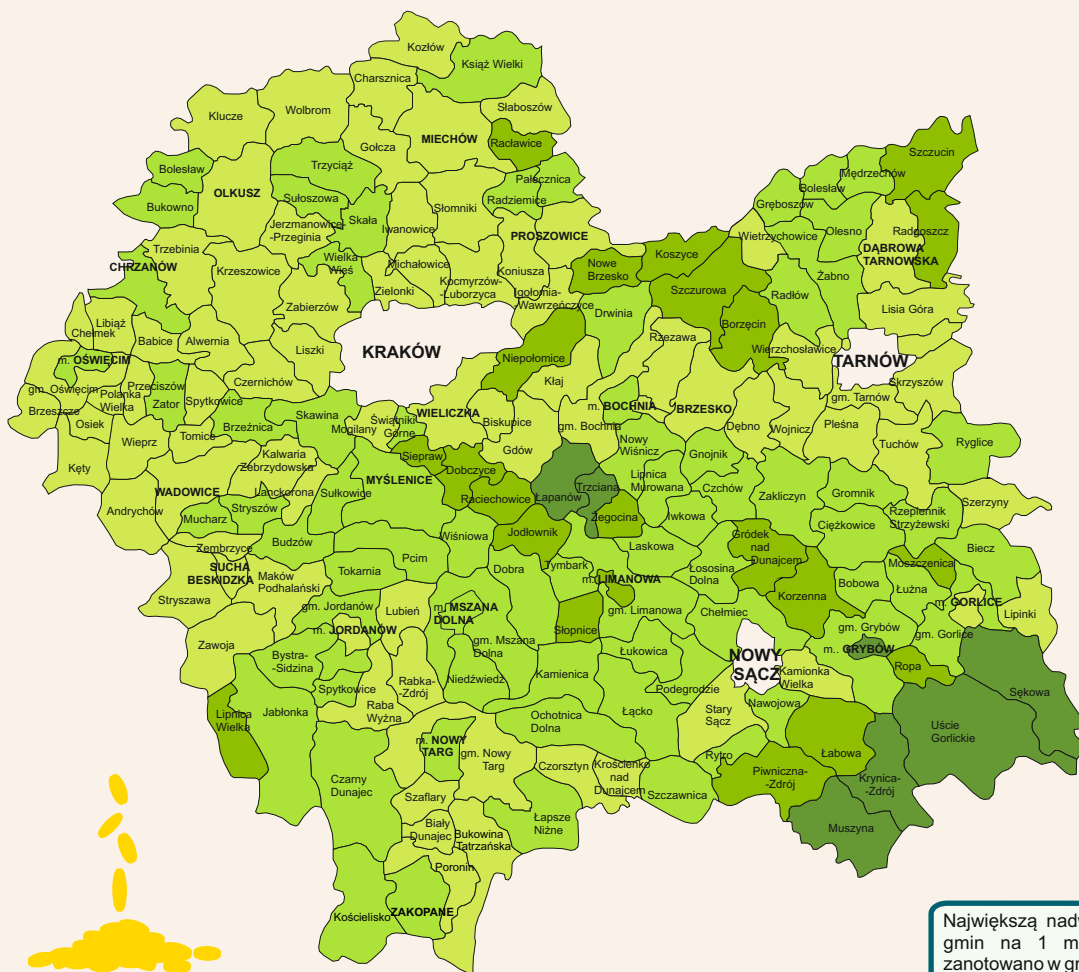 Kozłów
Książ Wielki
Charsznica
Słaboszów
Wolbrom
Klucze
MIECHÓW
Racławice
Gołcza
Szczucin
Trzyciąż
Bolesław
Mędrzechów
Pałecznica
Bolesław
OLKUSZ
Sułoszowa
Radziemice
Gręboszów
Bukowno
Słomniki
Skała
Iwanowice
Jerzmanowice-
-Przeginia
PROSZOWICE
Wietrzychowice
Olesno
Radgoszcz
DĄBROWA
TARNOWSKA
Trzebinia
Wielka
Wieś
Michałowice
Koniusza
Nowe
Brzesko
Koszyce
CHRZANÓW
Krzeszowice
Zielonki
Kocmyrzów-
-Luborzyca
Igołomia-
Wawrzeńczyce
Szczurowa
Żabno
Radłów
Zabierzów
Drwinia
Lisia Góra
Libiąż
Chełmek
Babice
Alwernia
Liszki
KRAKÓW
Borzęcin
Rzezawa
Niepołomice
Wierzchosławice
TARNÓW
m. OŚWIĘCIM
Kłaj
Czernichów
Skrzyszów
gm. Oświęcim
Przeciszów
Polanka
Wielka
Zator
Spytkowice
gm. Tarnów
Brzeszcze
Skawina
WIELICZKA
m. BOCHNIA
BRZESKO
Osiek
Brzeźnica
Świątniki
Górne
Mogilany
Biskupice
gm. Bochnia
Dębno
Wojnicz
Pleśna
Wieprz
Tomice
Tuchów
Ryglice
Kęty
Kalwaria
Zebrzydowska
Siepraw
Gdów
Nowy
Wiśnicz
Gnojnik
Dobczyce
MYŚLENICE
Lipnica
Murowana
WADOWICE
Lanckorona
Sułkowice
Raciechowice
Łapanów
Trzciana
Czchów
Zakliczyn
Gromnik
Andrychów
Stryszów
Mucharz
Żegocina
Iwkowa
Rzepiennik
Strzyżewski
Szerzyny
Ciężkowice
Zembrzyce
Budzów
Wiśniowa
Jodłownik
Laskowa
Gródek
nad
Dunajcem
Biecz
SUCHA
BESKIDZKA
Maków
Podhalański
Tokarnia
Pcim
Dobra
Tymbark
m. LIMANOWA
Łososina
Dolna
Moszczenica
Bobowa
Łużna
Stryszawa
gm. Jordanów
Lubień
m. MSZANA
DOLNA
gm. Limanowa
Chełmiec
Korzenna
m. GORLICE
Lipinki
m. JORDANÓW
Słopnice
gm. Grybów
gm. Gorlice
Zawoja
gm. Mszana
Dolna
Łukowica
NOWY
SĄCZ
m.. GRYBÓW
Bystra-
-Sidzina
Rabka-
-Zdrój
Niedźwiedź
Kamienica
Kamionka
Wielka
Ropa
Spytkowice
Podegrodzie
Sękowa
Raba
Wyżna
Lipnica
Wielka
Jabłonka
Ochotnica
Dolna
Łącko
Stary
Sącz
Nawojowa
Uście
Gorlickie
m. NOWY
TARG
gm. Nowy
Targ
Rytro
Łabowa
Czorsztyn
Krościenko
nad
Dunajcem
Piwniczna-
-Zdrój
Krynica-
-Zdrój
Czarny
Dunajec
Szczawnica
Szaflary
Łapsze
Niżne
Muszyna
Biały
Dunajec
Bukowina
Tatrzańska
Poronin
Kościelisko
ZAKOPANE
Największą nadw
gmin na 1 m
zanotowano w gr